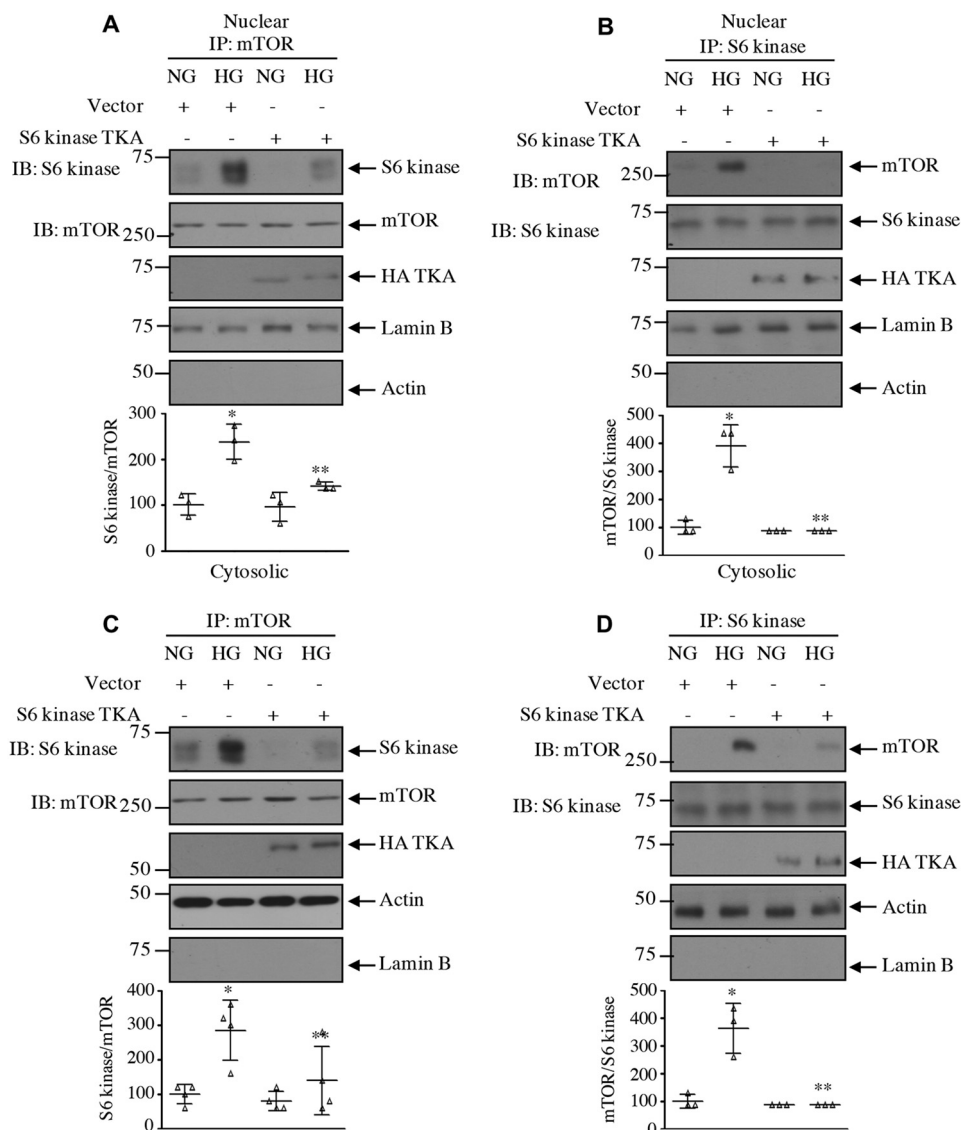 A
Nuclear
IP: mTOR
NG HG NG HG
Vector + + - -
S6 kinase TKA - - + +
IB: S6 kinase 75 S6 kinase
IB: mTOR 250 mTOR
75 HA TKA
75 Lamin B
50 Actin
S6 kinase/mTOR
300
200
100
0
*
**
B
Nuclear
IP: S6 kinase
NG HG NG HG
Vector + + - -
S6 kinase TKA - - + +
IB: mTOR 250 mTOR
IB: S6 kinase 75 S6 kinase
75 HA TKA
75 Lamin B
50 Actin
mTOR/S6 kinase
500
400
300
200
100
0
*
**
C
Cytosolic
IP: mTOR
NG HG NG HG
Vector + + - -
S6 kinase TKA - - + +
IB: S6 kinase 75 S6 kinase
IB: mTOR 250 mTOR
50 HA TKA
50 Actin
75 Lamin B
S6 kinase/mTOR
400
300
200
100
0
*
**
D
Cytosolic
IP: S6 kinase
NG HG NG HG
Vector + + - -
S6 kinase TKA - - + +
IB: mTOR 250 mTOR
IB: S6 kinase 75 S6 kinase
75 HA TKA
50 Actin
75 Lamin B
mTOR/S6 kinase
500
400
300
200
100
0
*
**